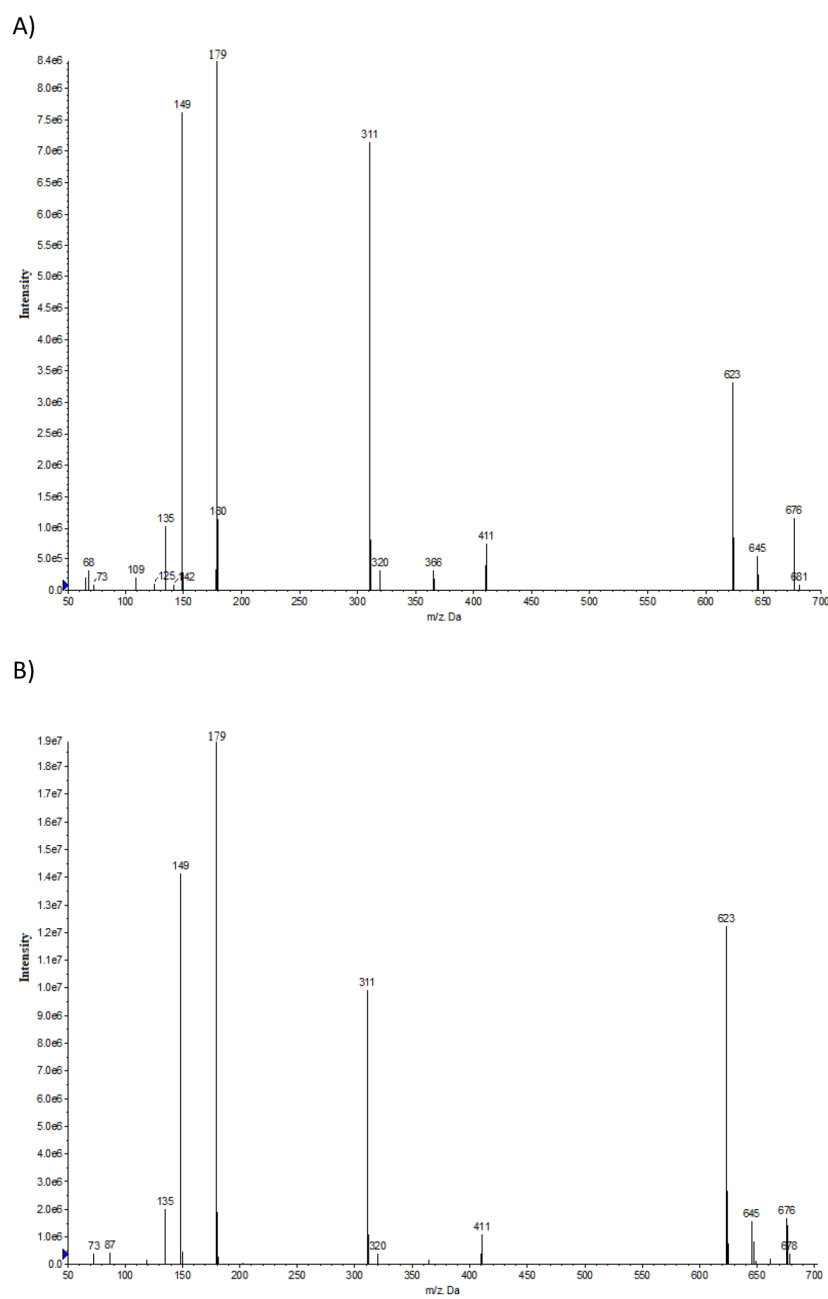 A)
179
8.4e6
8.0e6
149
7.5e6
311
7.0e6
6.5e6
6.0e6
5.5e6
5.0e6
Intensity
4.5e6
4.0e6
3.5e6
623
3.0e6
2.5e6
2.0e6
1.5e6
180
676
1.0e6
135
411
645
5.0e5
68
73
109
125
142
320
366
681
0.0
50 100 150 200 250 300 350 400 450 500 550 600 650 700
m/z. Da
B)
179
1.9e7
1.8e7
1.7e7
1.6e7
1.5e7
149
1.4e7
1.3e7
623
1.2e7
1.1e7
Intensity
311
1.0e7
9.0e6
8.0e6
7.0e6
6.0e6
5.0e6
4.0e6
3.0e6
135
2.0e6
645
676
411
1.0e6
73
87
320
678
0.0
50 100 150 200 250 300 350 400 450 500 550 600 650 700
m/z. Da